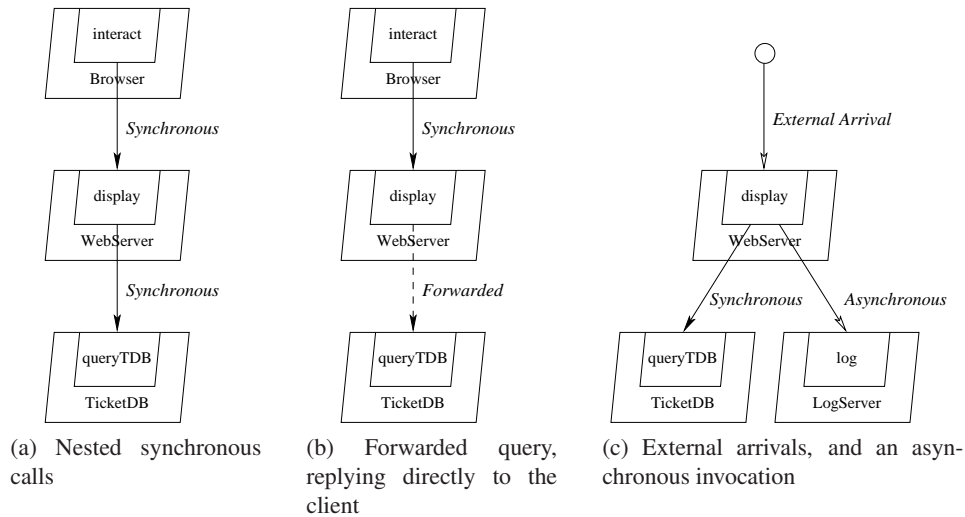 interact
Browser
Synchronous
display
WebServer
Synchronous
queryTDB
TicketDB
(a) Nested synchronous
calls
interact
Browser
Synchronous
display
WebServer
Forwarded
queryTDB
TicketDB
(b) Forwarded query,
replying directly to the
client
External Arrival
display
WebServer
Synchronous
Asynchronous
queryTDB
TicketDB
log
LogServer
(c) External arrivals, and an asyn-
chronous invocation